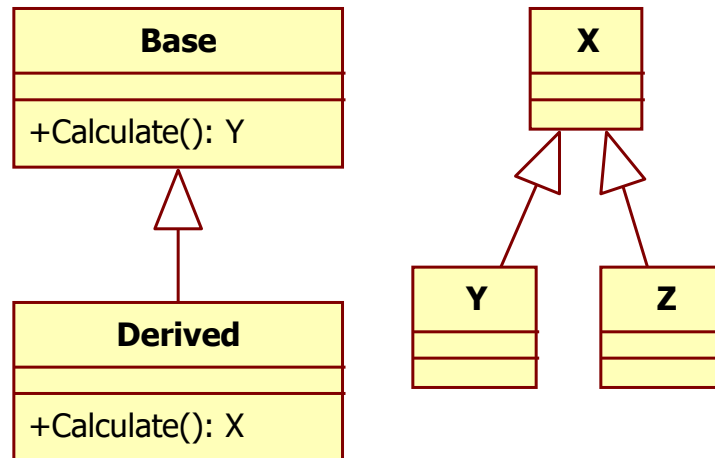 Base
+Calculate(): Y
Derived
+Calculate(): X
X
Y
Z